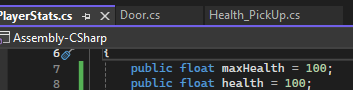 PlayerStats.cs Door.cs Health_PickUp.cs
Assembly-CSharp
6 {
7 public float maxHealth = 100;
8 public float health = 100;